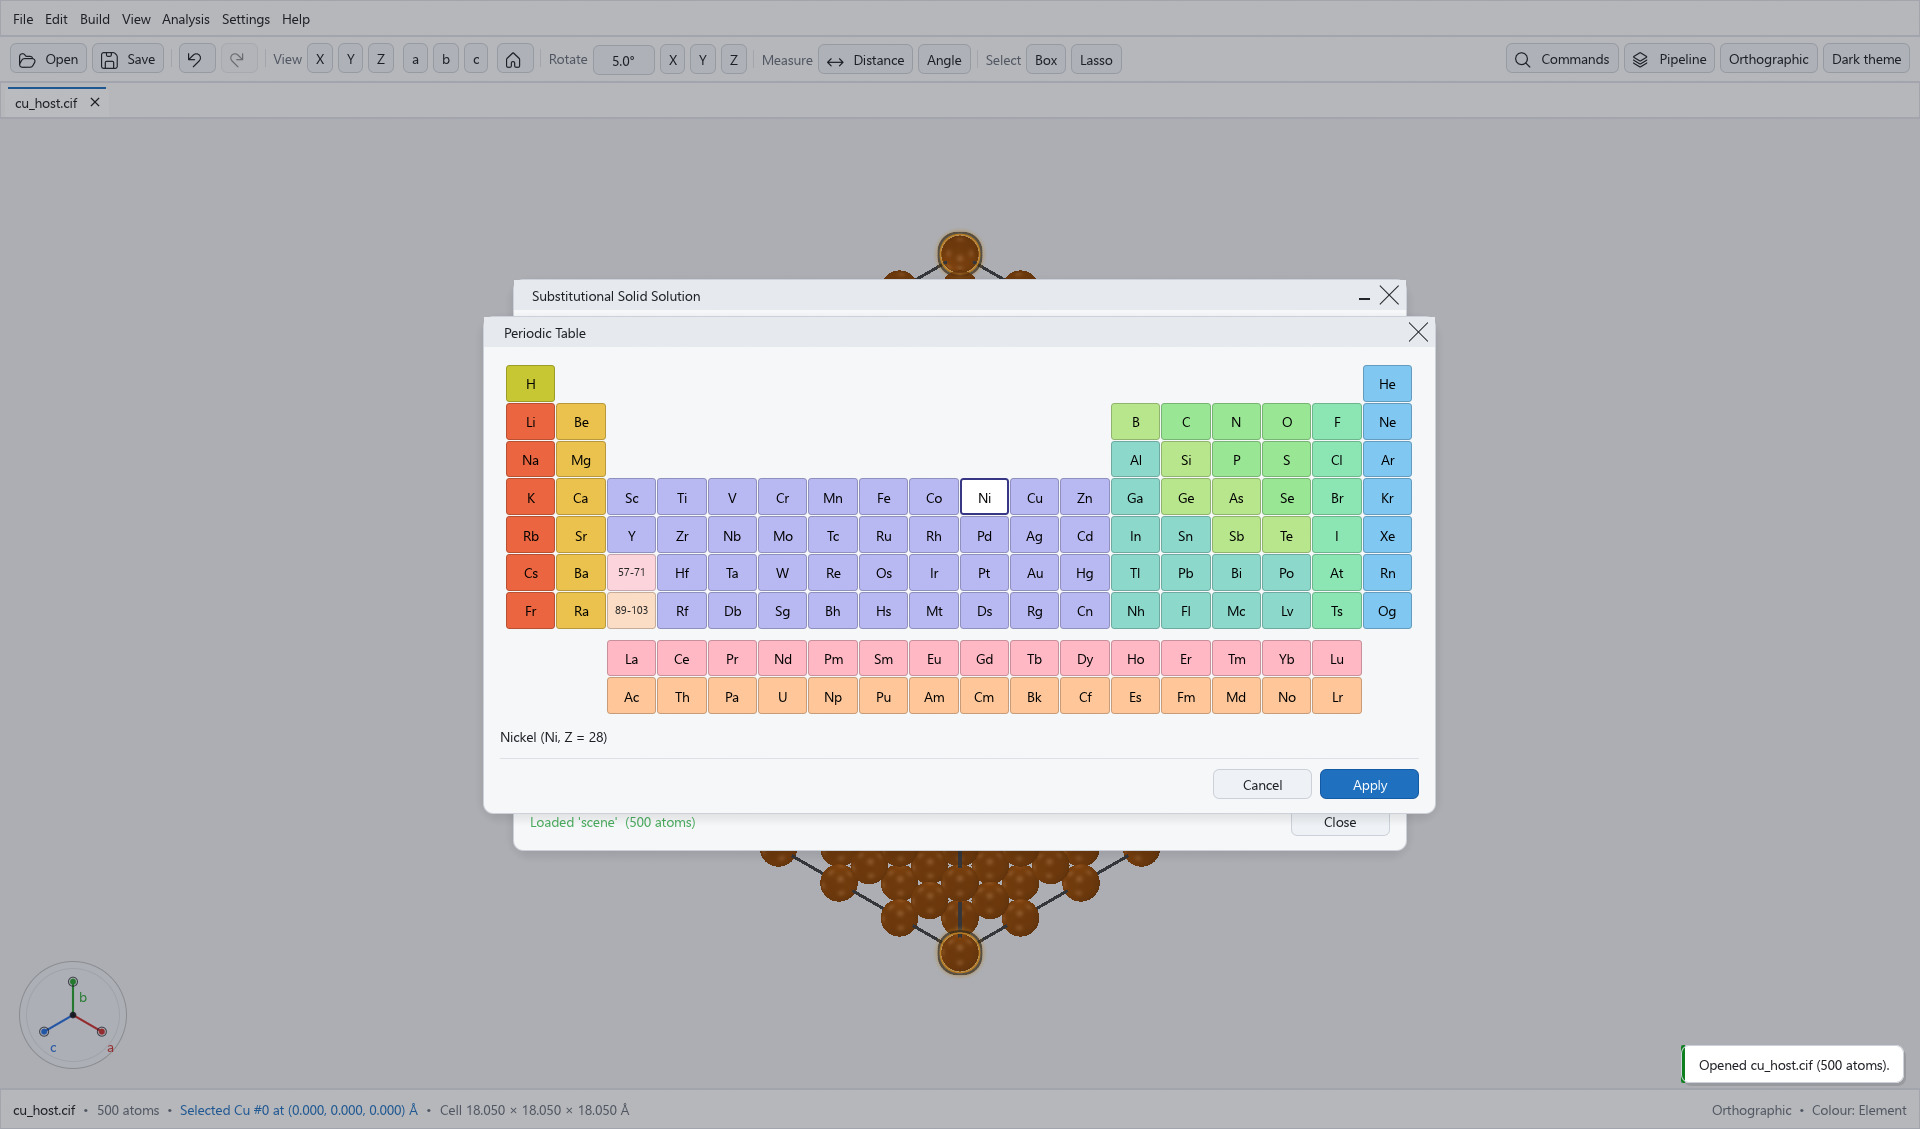 File Edit Build View Analysis Settings Help
Open Save View X Y Z a b c Rotate 5.0° X Y Z Measure Distance Angle Select Box Lasso Commands Pipeline Orthographic Dark theme
cu_host.cif
Substitutional Solid Solution
Periodic Table
H He
Li Be B C N O F Ne
Na Mg Al Si P S Cl Ar
K Ca Sc Ti V Cr Mn Fe Co Ni Cu Zn Ga Ge As Se Br Kr
Rb Sr Y Zr Nb Mo Tc Ru Rh Pd Ag Cd In Sn Sb Te I Xe
Cs Ba 57-71 Hf Ta W Re Os Ir Pt Au Hg Tl Pb Bi Po At Rn
Fr Ra 89-103 Rf Db Sg Bh Hs Mt Ds Rg Cn Nh Fl Mc Lv Ts Og
La Ce Pr Nd Pm Sm Eu Gd Tb Dy Ho Er Tm Yb Lu
Ac Th Pa U Np Pu Am Cm Bk Cf Es Fm Md No Lr
Nickel (Ni, Z = 28)
Cancel Apply
Loaded 'scene' (500 atoms) Close
b
c a
Opened cu_host.cif (500 atoms).
cu_host.cif • 500 atoms • Selected Cu #0 at (0.000, 0.000, 0.000) Å • Cell 18.050 × 18.050 × 18.050 Å Orthographic • Colour: Element